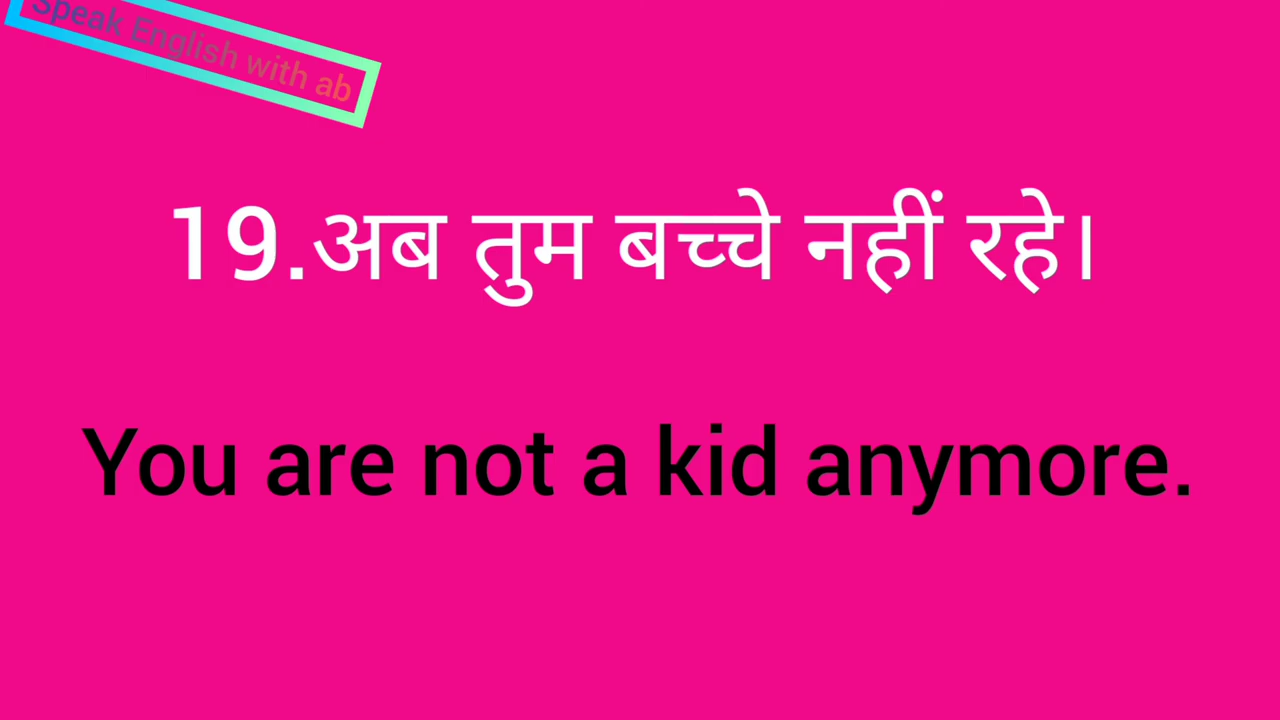 Speak English with ab
19.अब तुम बच्चे नहीं रहे।
You are not a kid anymore.